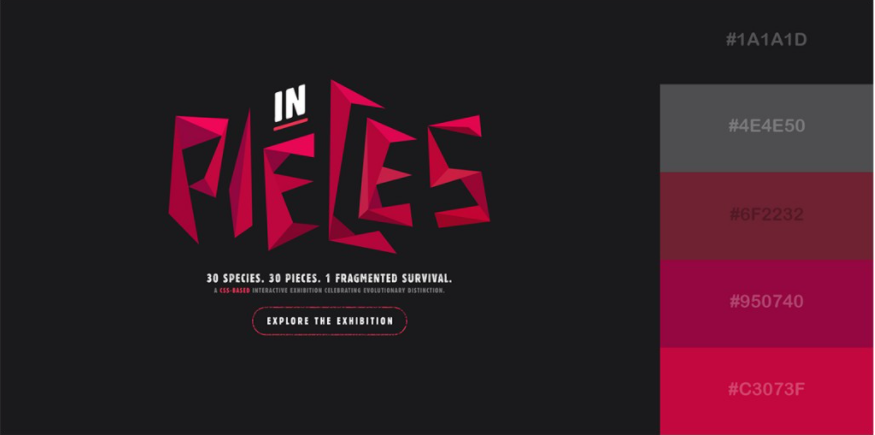 IN
PIECES
30 SPECIES. 30 PIECES. 1 FRAGMENTED SURVIVAL.
A CSS-BASED INTERACTIVE EXHIBITION CELEBRATING EVOLUTIONARY DISTINCTION.
EXPLORE THE EXHIBITION
#1A1A1D
#4E4E50
#6F2232
#950740
#C3073F